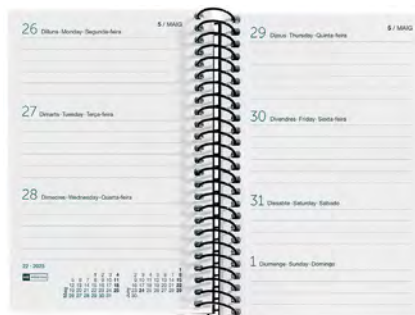 5 / MAIG
26 Dilluns·Monday·Segunda-feira
27 Dimarts·Tuesday·Terça-feira
28 Dimecres·Wednesday·Quarta-feira
22 - 2025
May
June
5 / MAIG
29 Dijous·Thursday·Quinta-feira
30 Divendres·Friday·Sexta-feira
31 Dissabte·Saturday·Sábado
1 Diumenge·Sunday·Domingo